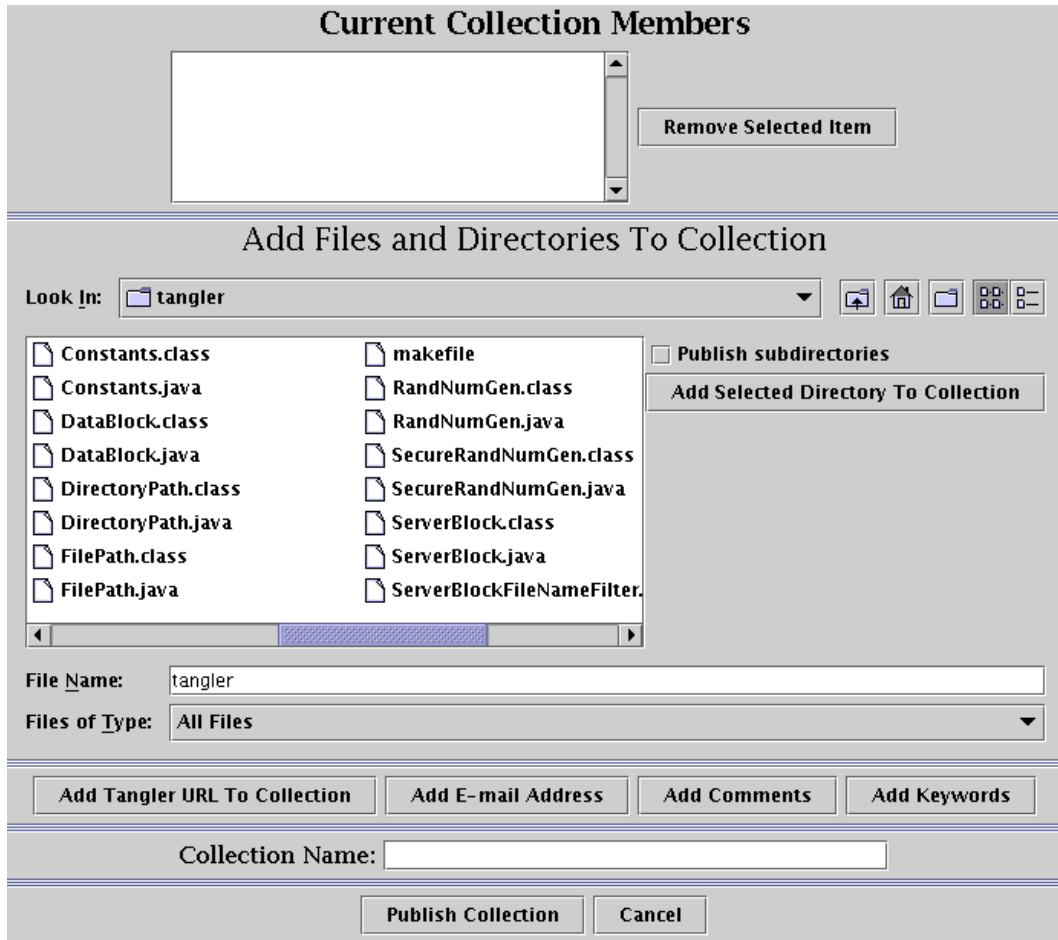 Current Collection Members
Remove Selected Item
Add Files and Directories To Collection
Look In: tangler
Constants.class makefile
Publish subdirectories
Constants.java RandNumGen.class
Add Selected Directory To Collection
DataBlock.class RandNumGen.java
DataBlock.java SecureRandNumGen.class
DirectoryPath.class SecureRandNumGen.java
DirectoryPath.java ServerBlock.class
FilePath.class ServerBlock.java
FilePath.java ServerBlockFileNameFilter.
File Name: tangler
Files of Type: All Files
Add Tangler URL To Collection Add E-mail Address Add Comments Add Keywords
Collection Name:
Publish Collection Cancel